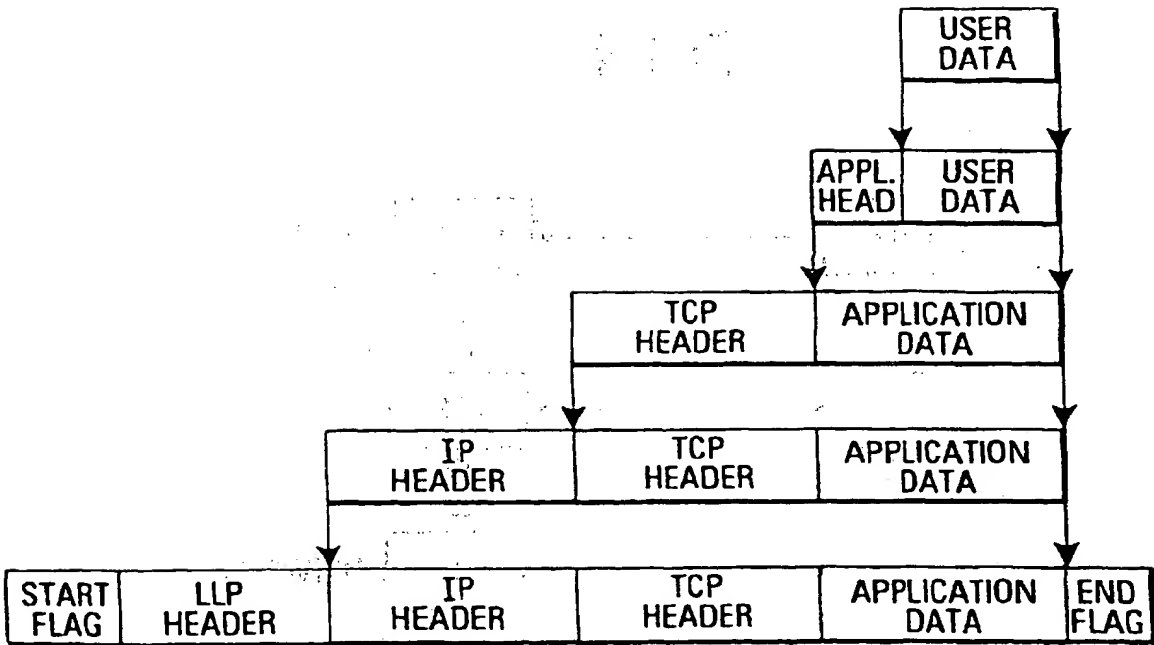 USER
DATA
APPL.
HEAD
USER
DATA
TCP
HEADER
APPLICATION
DATA
IP
HEADER
TCP
HEADER
APPLICATION
DATA
START
FLAG
LLP
HEADER
IP
HEADER
TCP
HEADER
APPLICATION
DATA
END
FLAG